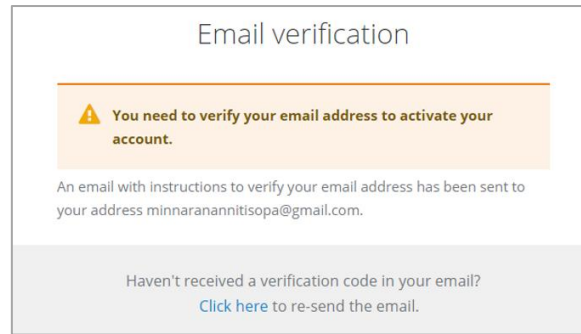 Email verification
You need to verify your email address to activate your
account.
An email with instructions to verify your email address has been sent to
your address minnaranannitisopa@gmail.com.
Haven't received a verification code in your email?
Click here to re-send the email.